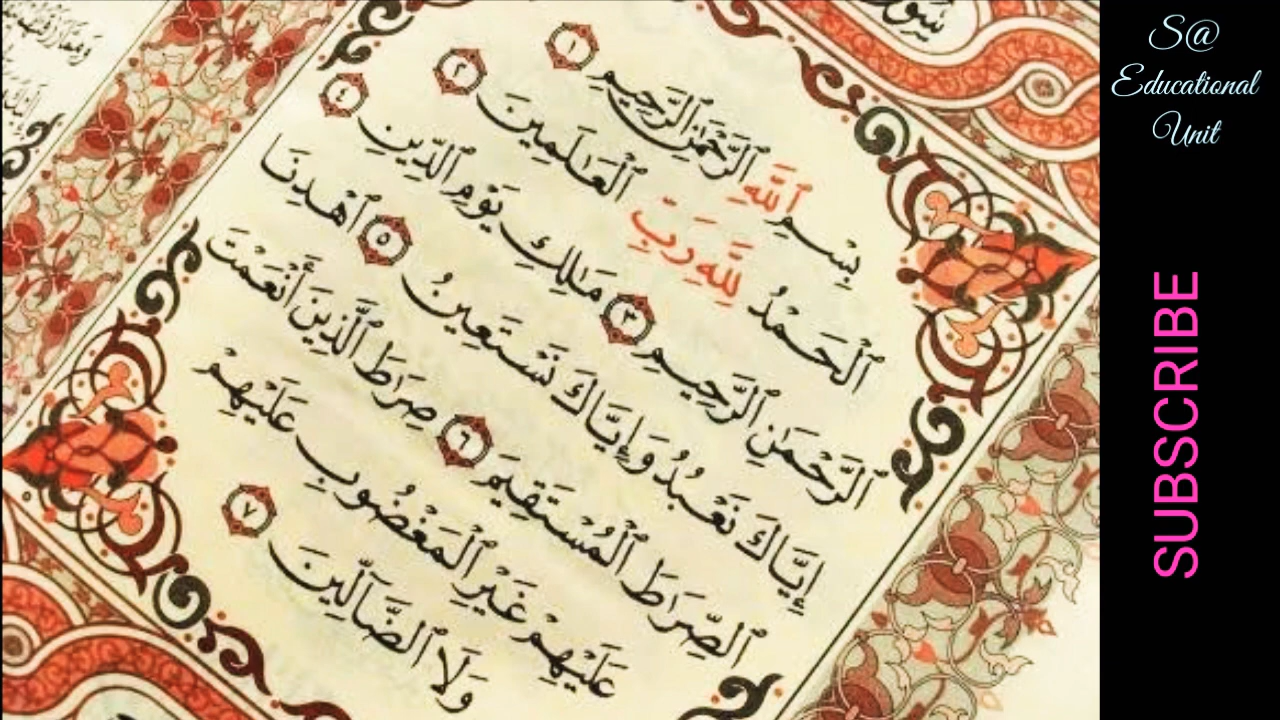 بِسْمِ ٱللَّهِ ٱلرَّحْمَٰنِ ٱلرَّحِيمِ ١
ٱلْحَمْدُ لِلَّهِ رَبِّ ٱلْعَٰلَمِينَ ٢
ٱلرَّحْمَٰنِ ٱلرَّحِيمِ ٣ مَٰلِكِ يَوْمِ ٱلدِّينِ ٤
إِيَّاكَ نَعْبُدُ وَإِيَّاكَ نَسْتَعِينُ ٥ ٱهْدِنَا
ٱلصِّرَٰطَ ٱلْمُسْتَقِيمَ ٦ صِرَٰطَ ٱلَّذِينَ أَنْعَمْتَ
عَلَيْهِمْ غَيْرِ ٱلْمَغْضُوبِ عَلَيْهِمْ
وَلَا ٱلضَّآلِّينَ ٧
S@
Educational
Unit
SUBSCRIBE